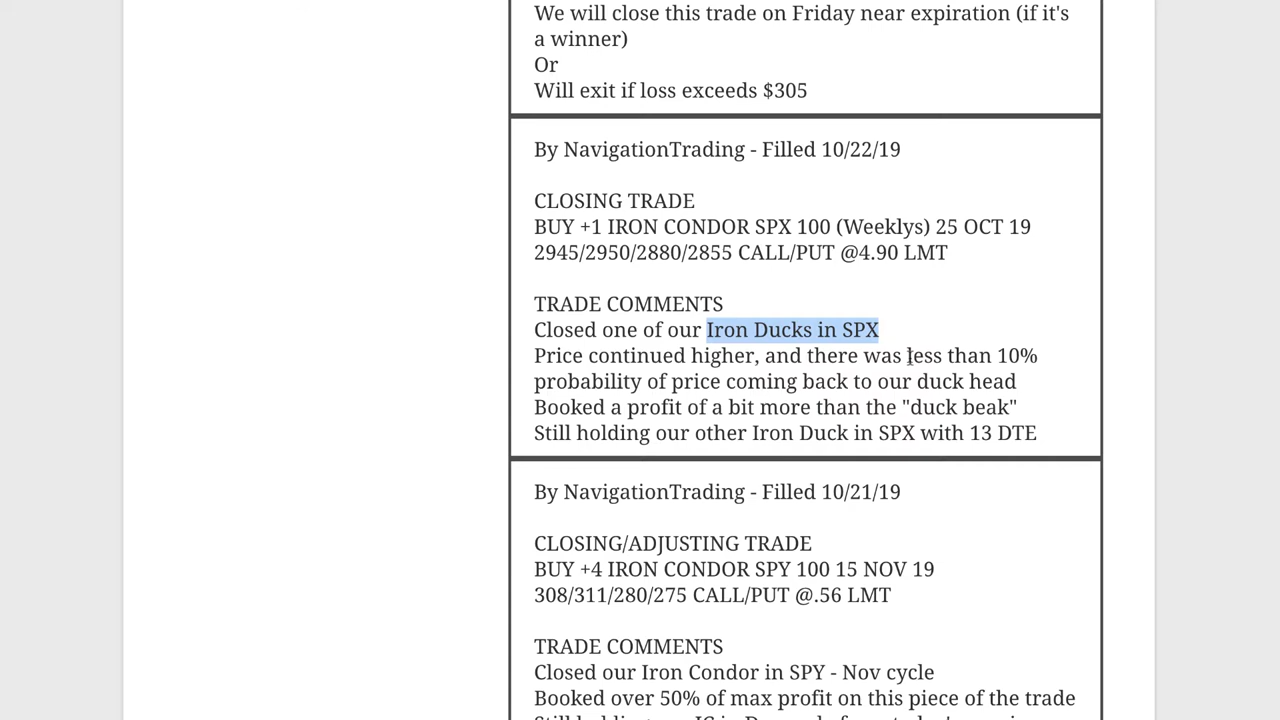 We will close this trade on Friday near expiration (if it's
a winner)
Or
Will exit if loss exceeds $305
By NavigationTrading - Filled 10/22/19
CLOSING TRADE
BUY +1 IRON CONDOR SPX 100 (Weeklys) 25 OCT 19
2945/2950/2880/2855 CALL/PUT @4.90 LMT
TRADE COMMENTS
Closed one of our Iron Ducks in SPX
Price continued higher, and there was less than 10%
probability of price coming back to our duck head
Booked a profit of a bit more than the "duck beak"
Still holding our other Iron Duck in SPX with 13 DTE
By NavigationTrading - Filled 10/21/19
CLOSING/ADJUSTING TRADE
BUY +4 IRON CONDOR SPY 100 15 NOV 19
308/311/280/275 CALL/PUT @.56 LMT
TRADE COMMENTS
Closed our Iron Condor in SPY - Nov cycle
Booked over 50% of max profit on this piece of the trade